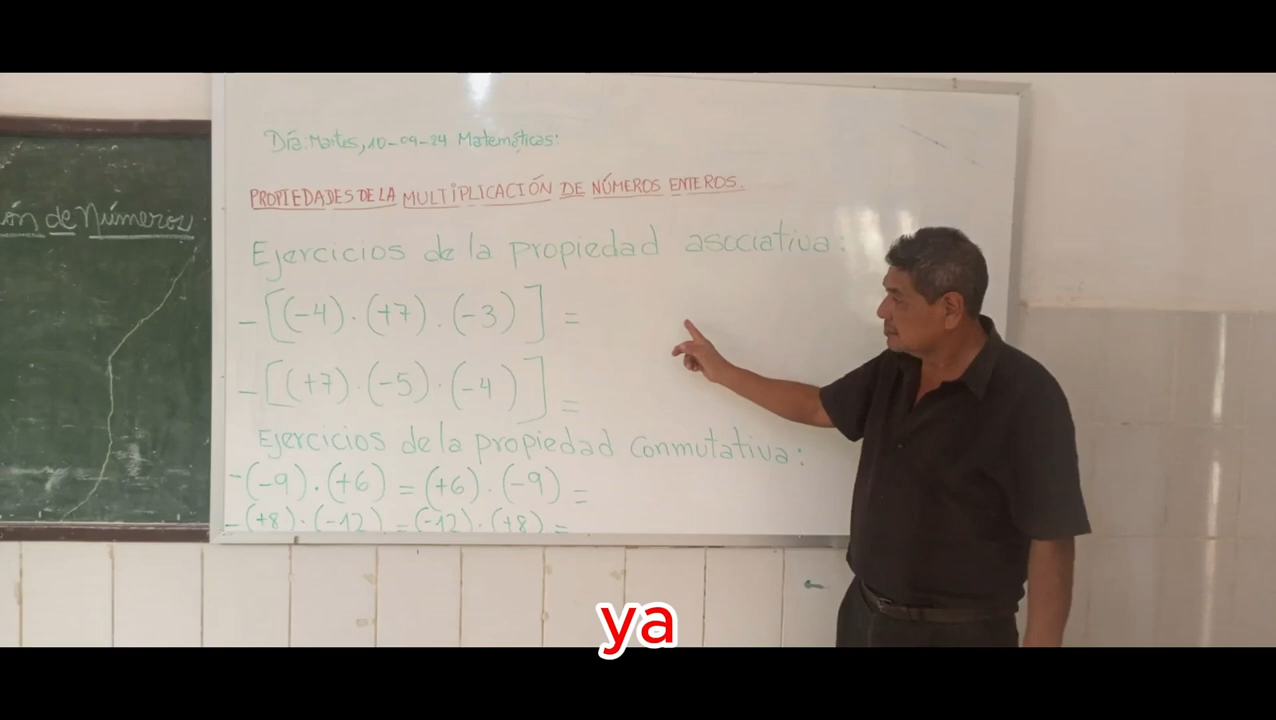 Día: Martes, 10-09-24 Matemáticas:
PROPIEDADES DE LA MULTIPLICACIÓN DE NÚMEROS ENTEROS.
ón de Números
Ejercicios de la propiedad asociativa:
- [(-4) · (+7) · (-3)] =
- [(+7) · (-5) · (-4)] =
Ejercicios de la propiedad Conmutativa:
- (-9) · (+6) = (+6) · (-9) =
- (+8) · (-12) = (-12) · (+8) =
ya